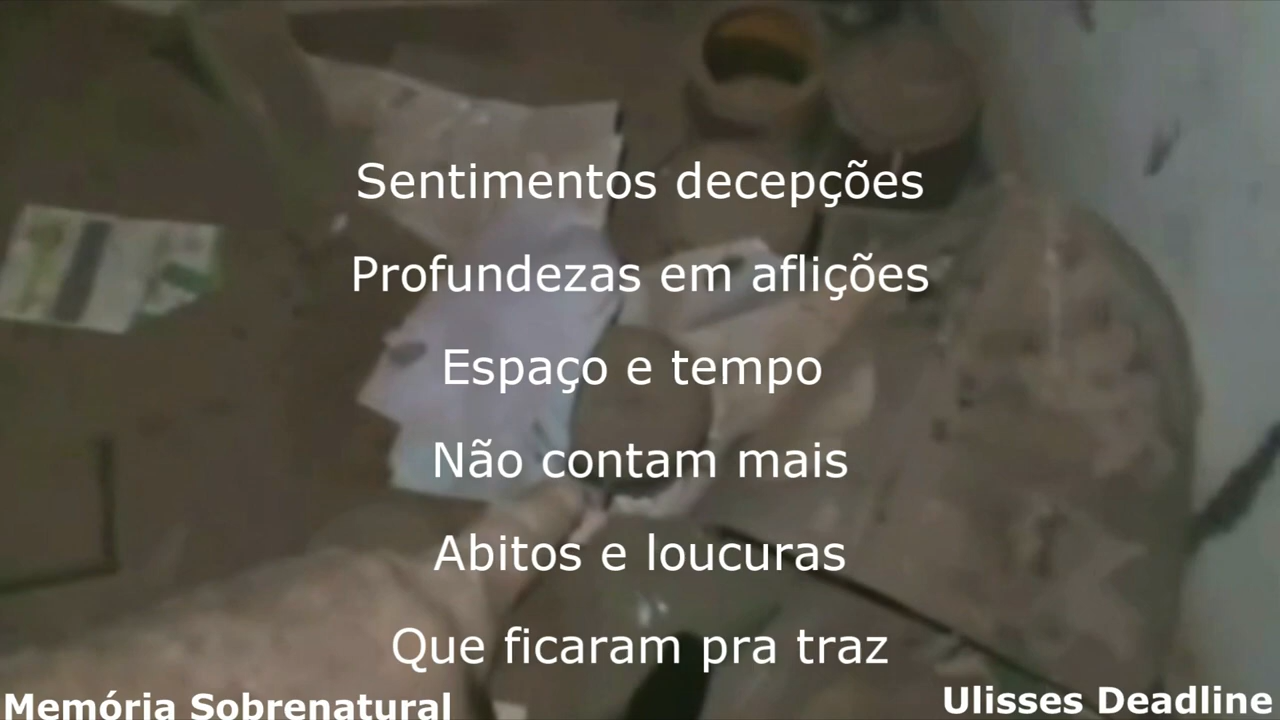 Sentimentos decepções
Profundezas em aflições
Espaço e tempo
Não contam mais
Abitos e loucuras
Que ficaram pra traz
Memória Sobrenatural
Ulisses Deadline